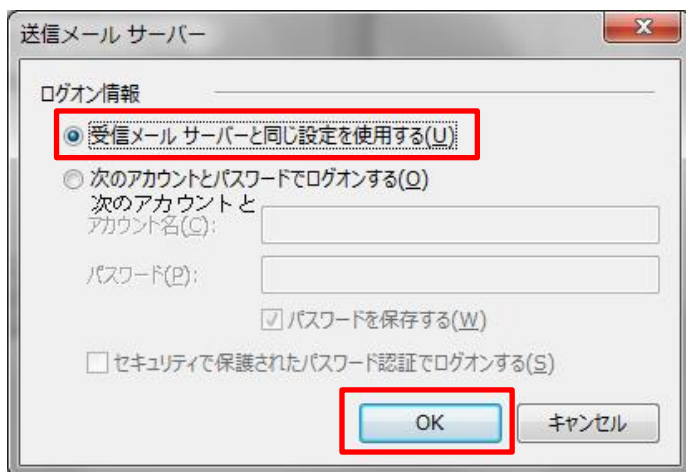 送信メール サーバー
ログオン情報
受信メール サーバーと同じ設定を使用する(U)
次のアカウントとパスワードでログオンする(O)
次のアカウントと
アカウント名(C):
パスワード(P):
パスワードを保存する(W)
セキュリティで保護されたパスワード認証でログオンする(S)
OK キャンセル